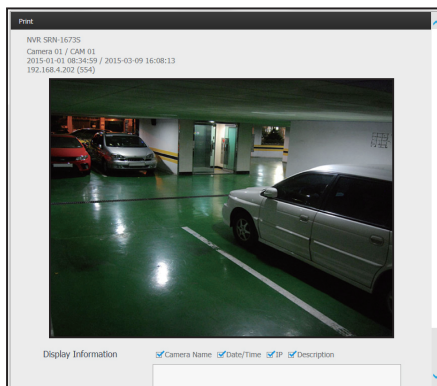 Print
NVR SRN-1673S
Camera 01 / CAM 01
2015-01-01 08:34:59 / 2015-03-09 16:08:13
192.168.4.202 (554)
Display Information
Camera Name Date/Time IP Description